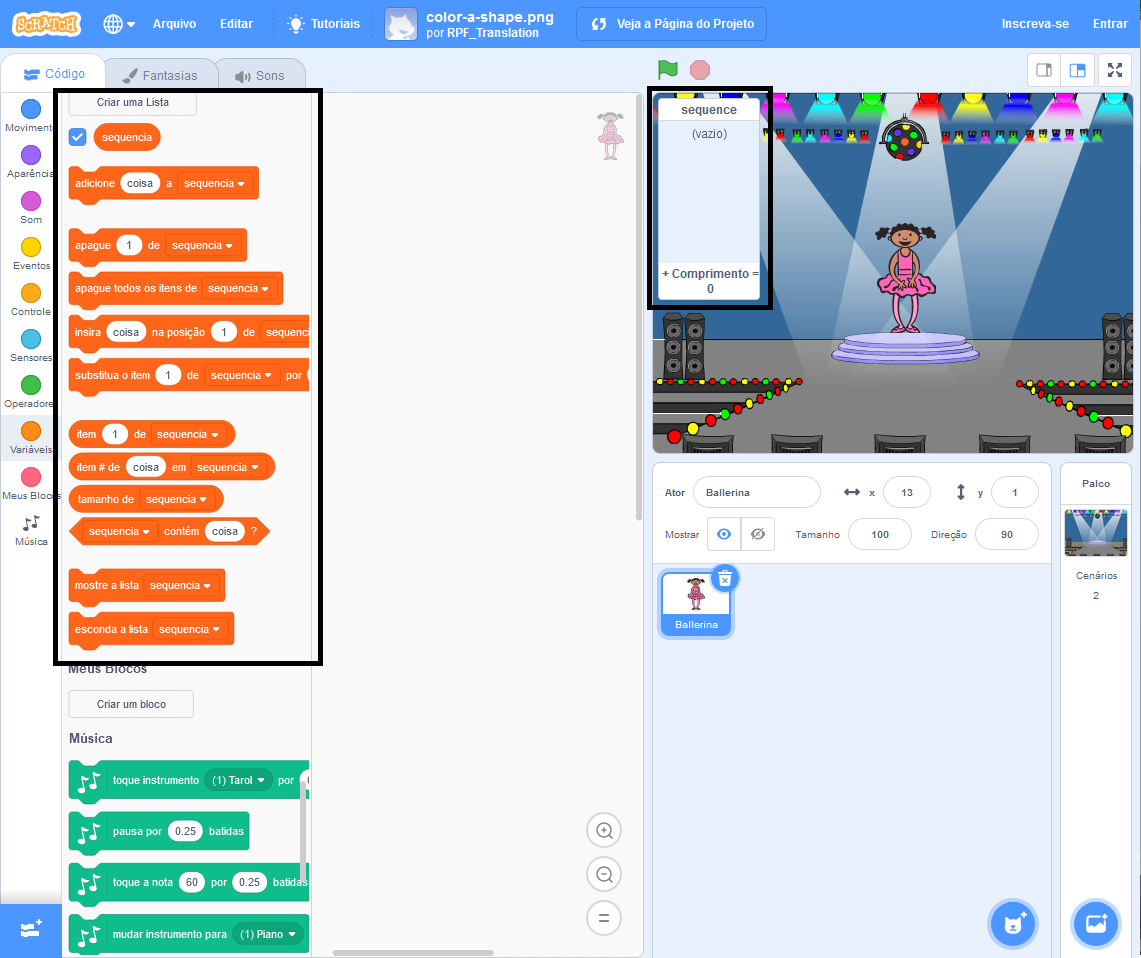 SCRATCH
Arquivo
Editar
Tutoriais
color-a-shape.png
por RPF_Translation
Veja a Página do Projeto
Inscreva-se
Entrar
Código
Fantasias
Sons
Movimento
Aparência
Som
Eventos
Controle
Sensores
Operadore
Variáveis
Meus Blocos
Música
Criar uma Lista
sequencia
adicione coisa a sequencia
apague 1 de sequencia
apague todos os itens de sequencia
insira coisa na posição 1 de sequenc
substitua o item 1 de sequencia por
item 1 de sequencia
item # de coisa em sequencia
tamanho de sequencia
sequencia contém coisa ?
mostre a lista sequencia
esconda a lista sequencia
Meus Blocos
Criar um bloco
Música
toque instrumento (1) Tarol por
pausa por 0.25 batidas
toque a nota 60 por 0.25 batidas
mudar instrumento para (1) Piano
sequence
(vazio)
+ Comprimento =
0
Ator Ballerina x 13 y 1
Mostrar Tamanho 100 Direção 90
Ballerina
Palco
Cenários
2